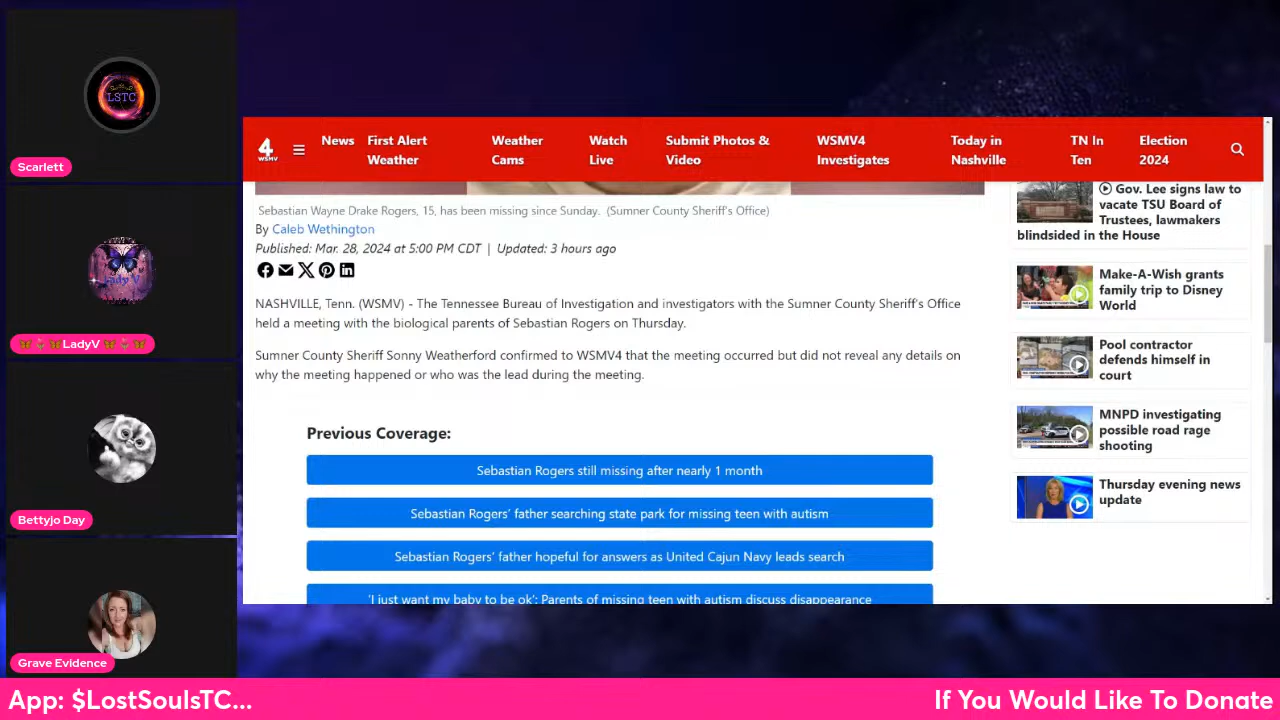 LSTC
Scarlett
Lady V
LadyV
Bettyjo Day
Grave Evidence
4
WSMV
News
First Alert
Weather
Weather
Cams
Watch
Live
Submit Photos &
Video
WSMV4
Investigates
Today in
Nashville
TN In
Ten
Election
2024
Sebastian Wayne Drake Rogers, 15, has been missing since Sunday. (Sumner County Sheriff's Office)
By Caleb Wethington
Published: Mar. 28, 2024 at 5:00 PM CDT | Updated: 3 hours ago
NASHVILLE, Tenn. (WSMV) - The Tennessee Bureau of Investigation and investigators with the Sumner County Sheriff's Office
held a meeting with the biological parents of Sebastian Rogers on Thursday.
Sumner County Sheriff Sonny Weatherford confirmed to WSMV4 that the meeting occurred but did not reveal any details on
why the meeting happened or who was the lead during the meeting.
Previous Coverage:
Sebastian Rogers still missing after nearly 1 month
Sebastian Rogers' father searching state park for missing teen with autism
Sebastian Rogers' father hopeful for answers as United Cajun Navy leads search
'I just want my baby to be ok': Parents of missing teen with autism discuss disappearance
Gov. Lee signs law to
vacate TSU Board of
Trustees, lawmakers
blindsided in the House
Make-A-Wish grants
family trip to Disney
World
Pool contractor
defends himself in
court
MNPD investigating
possible road rage
shooting
Thursday evening news
update
App: $LostSoulsTC...
If You Would Like To Donate